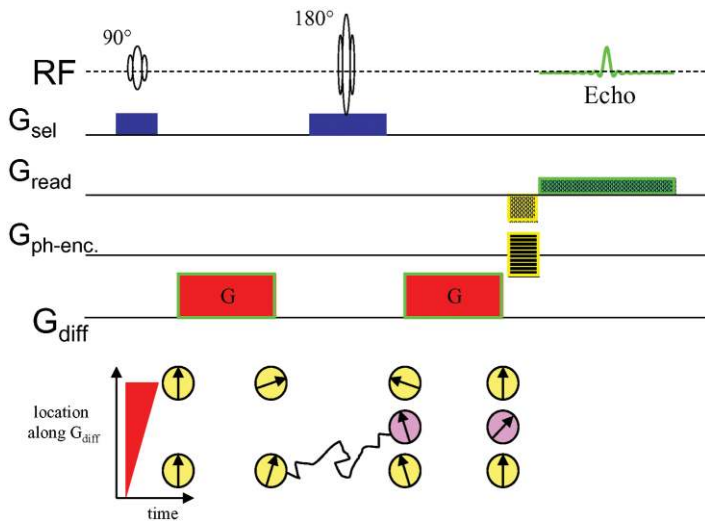 90°
180°
RF
Echo
Gsel
Gread
Gph-enc.
G
G
Gdiff
location
along Gdiff
time